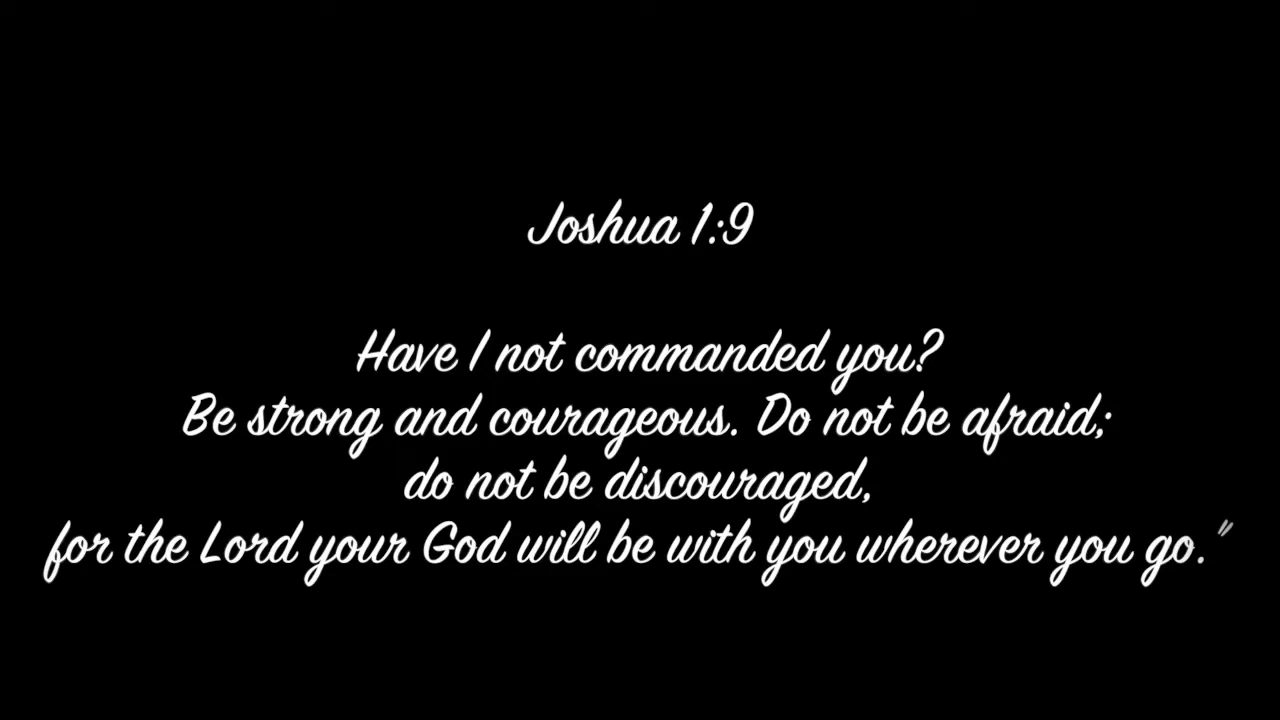 Joshua 1:9
Have I not commanded you?
Be strong and courageous. Do not be afraid;
do not be discouraged,
for the Lord your God will be with you wherever you go."